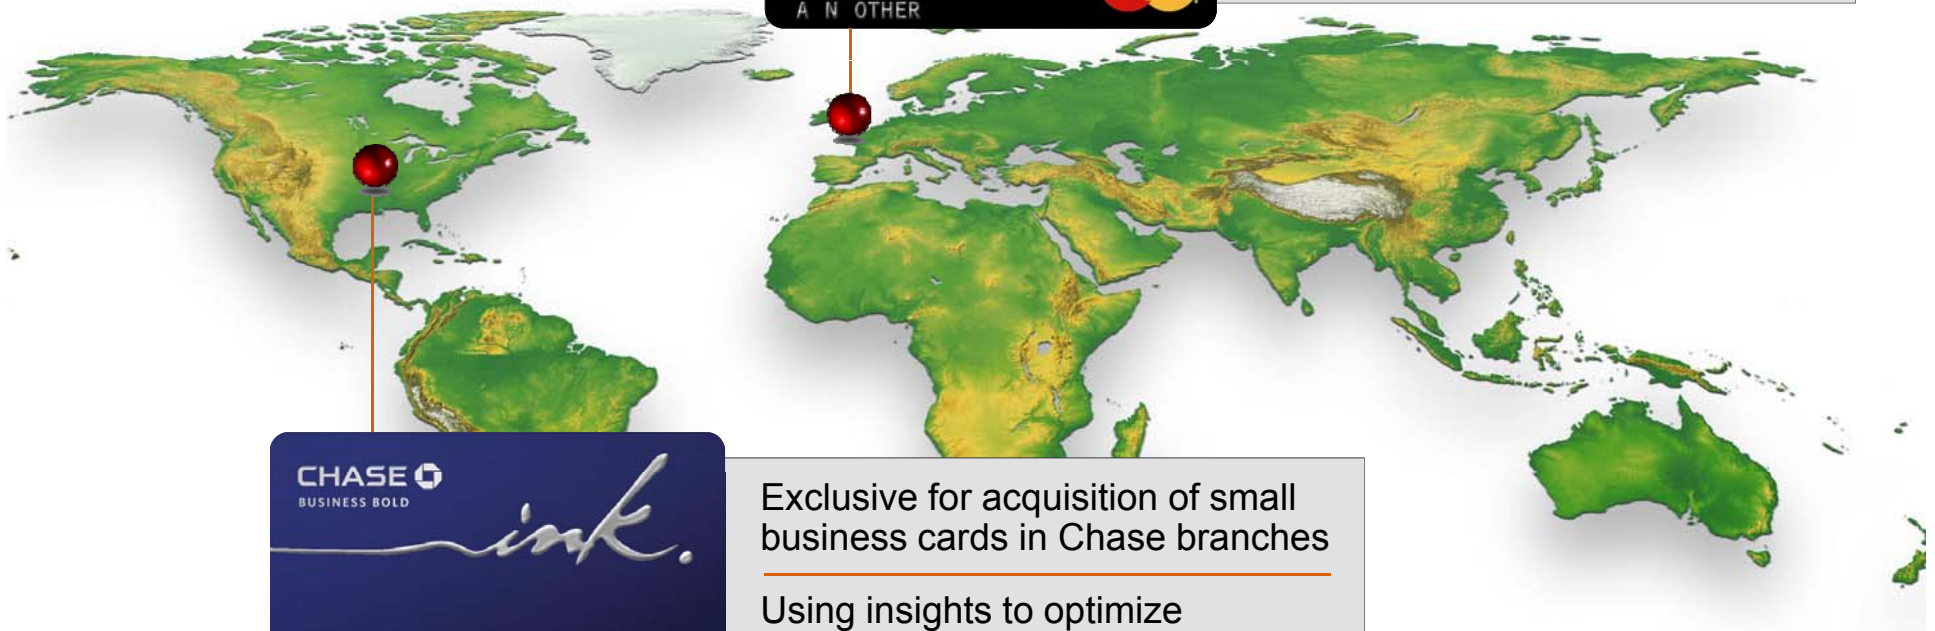 A N OTHER
CHASE
BUSINESS BOLD
ink.
Exclusive for acquisition of small
business cards in Chase branches
Using insights to optimize